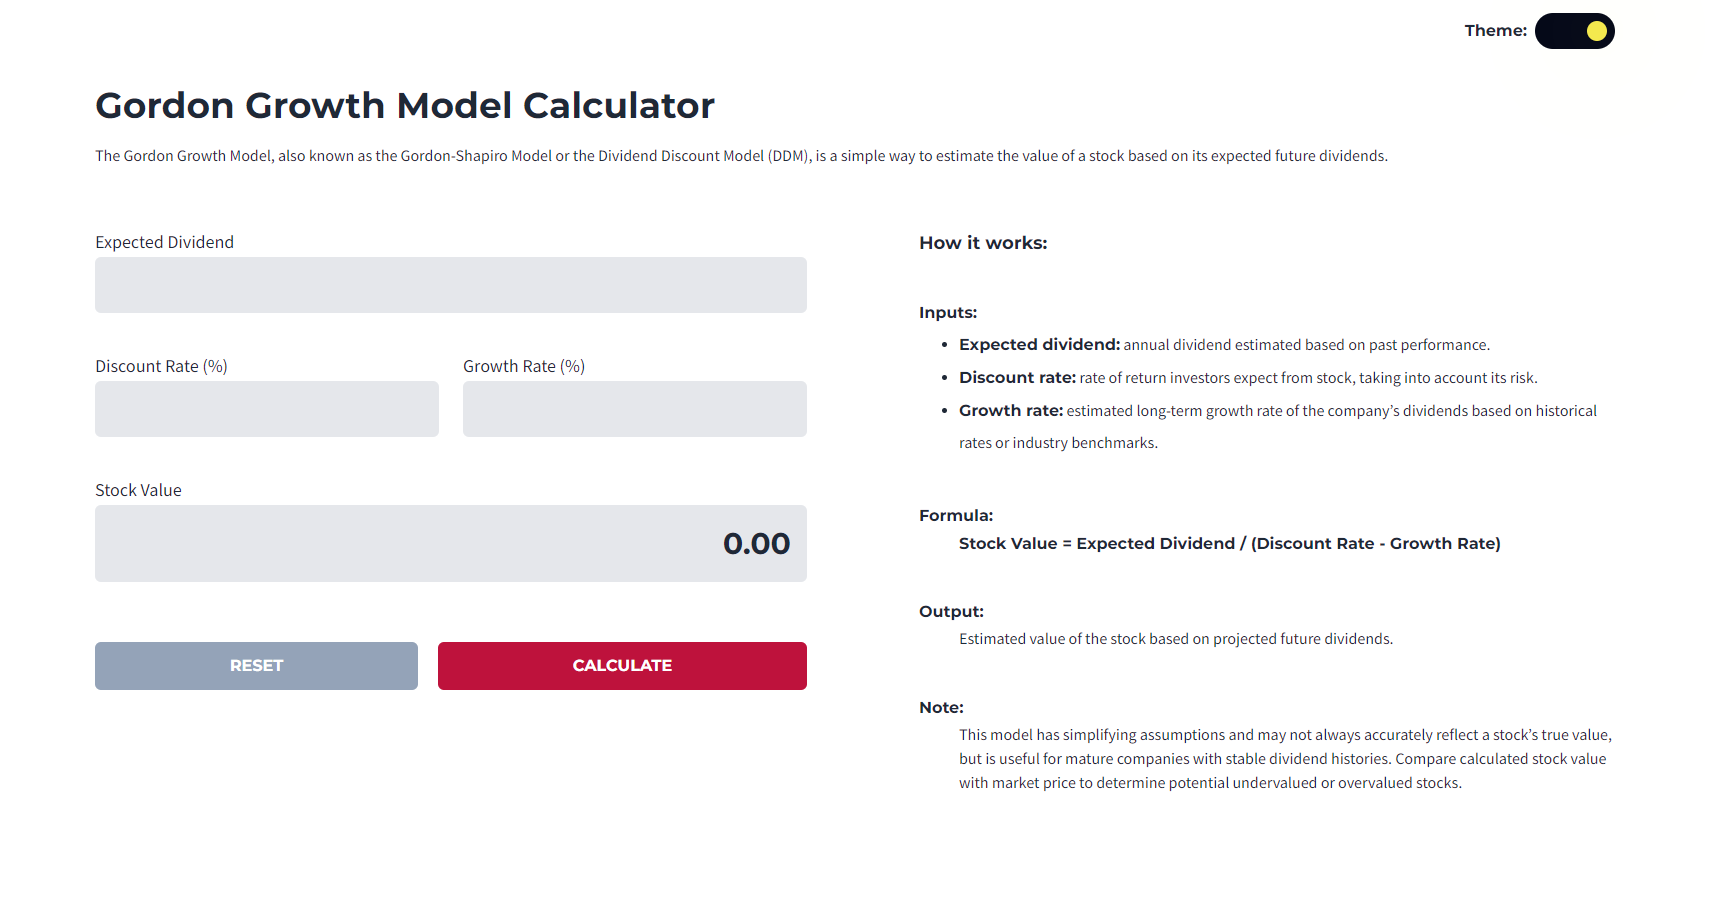 Theme:
Gordon Growth Model Calculator
The Gordon Growth Model, also known as the Gordon-Shapiro Model or the Dividend Discount Model (DDM), is a simple way to estimate the value of a stock based on its expected future dividends.
Expected Dividend
Discount Rate (%)
Growth Rate (%)
Stock Value
0.00
RESET
CALCULATE
How it works:
Inputs:
• Expected dividend: annual dividend estimated based on past performance.
• Discount rate: rate of return investors expect from stock, taking into account its risk.
• Growth rate: estimated long-term growth rate of the company’s dividends based on historical
rates or industry benchmarks.
Formula:
Stock Value = Expected Dividend / (Discount Rate - Growth Rate)
Output:
Estimated value of the stock based on projected future dividends.
Note:
This model has simplifying assumptions and may not always accurately reflect a stock’s true value,
but is useful for mature companies with stable dividend histories. Compare calculated stock value
with market price to determine potential undervalued or overvalued stocks.